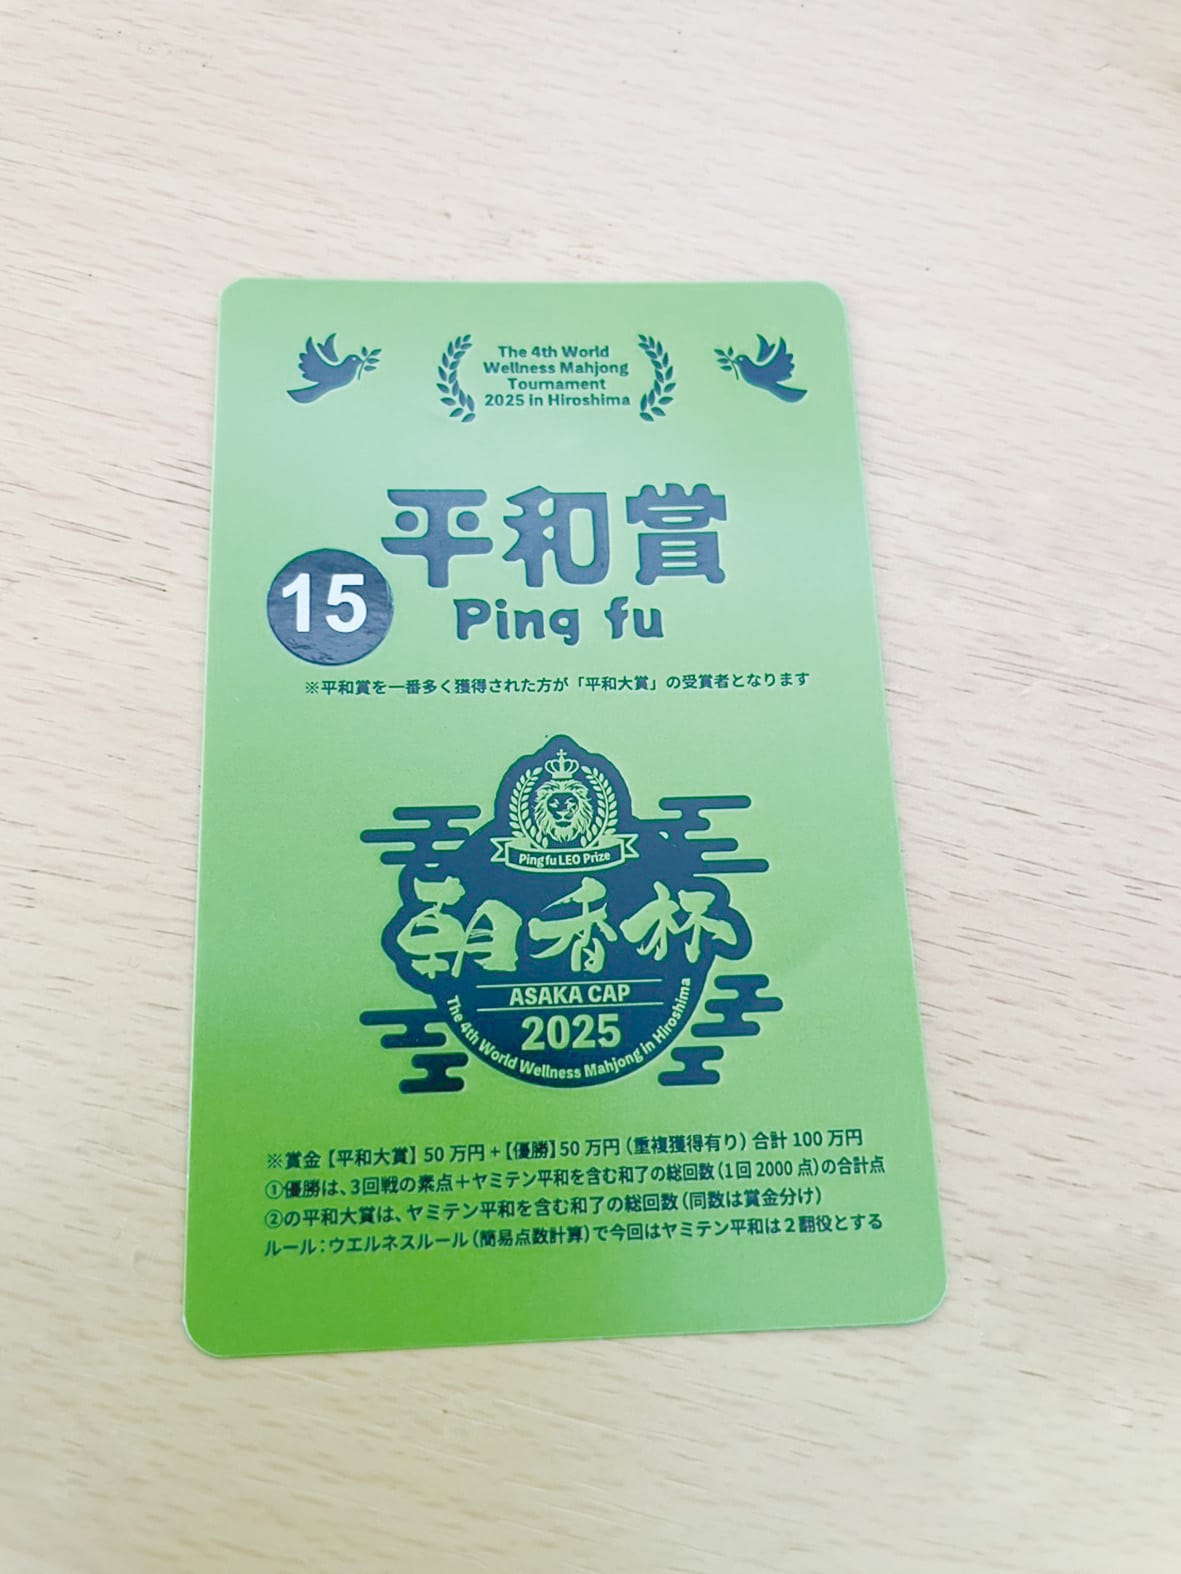 The 4th World
Wellness Mahjong
Tournament
2025 in Hiroshima
平和賞
15
Ping fu
※平和賞を一番多く獲得された方が「平和大賞」の受賞者となります
Pingfu LEO Prize
朝香杯
ASAKA CAP
2025
The 4th World Wellness Mahjong in Hiroshima
※賞金【平和大賞】50万円+【優勝】50万円(重複獲得有り)合計100万円
①優勝は、3回戦の素点+ヤミテン平和を含む和了の総回数(1回2000点)の合計点
②の平和大賞は、ヤミテン平和を含む和了の総回数(同数は賞金分け)
ルール:ウエルネスルール(簡易点数計算)で今回はヤミテン平和は2翻役とする